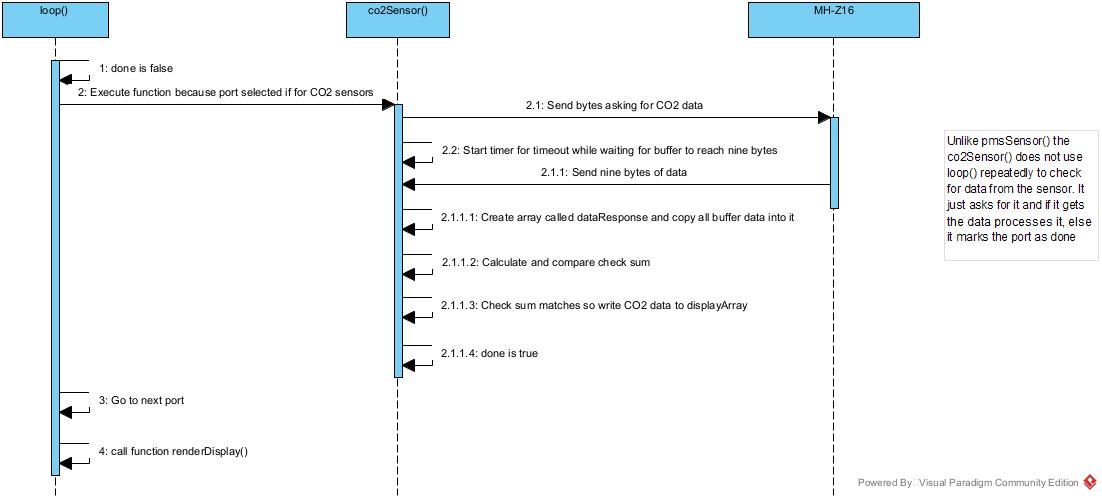 loop()
co2Sensor()
MH-Z16
1: done is false
2: Execute function because port selected if for CO2 sensors
2.1: Send bytes asking for CO2 data
2.2: Start timer for timeout while waiting for buffer to reach nine bytes
2.1.1: Send nine bytes of data
2.1.1.1: Create array called dataResponse and copy all buffer data into it
2.1.1.2: Calculate and compare check sum
2.1.1.3: Check sum matches so write CO2 data to displayArray
2.1.1.4: done is true
3: Go to next port
4: call function renderDisplay()
Unlike pmsSensor() the
co2Sensor() does not use
loop() repeatedly to check
for data from the sensor. It
just asks for it and if it gets
the data processes it, else
it marks the port as done
Powered By Visual Paradigm Community Edition